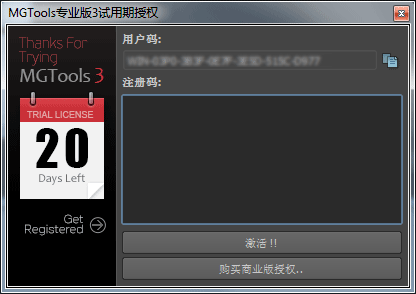 MGTools专业版3试用期授权
Thanks For
Trying
MGTools 3
TRIAL LICENSE
20
Days Left
Get
Registered
用户码:
注册码:
激活 !!
购买商业版授权..